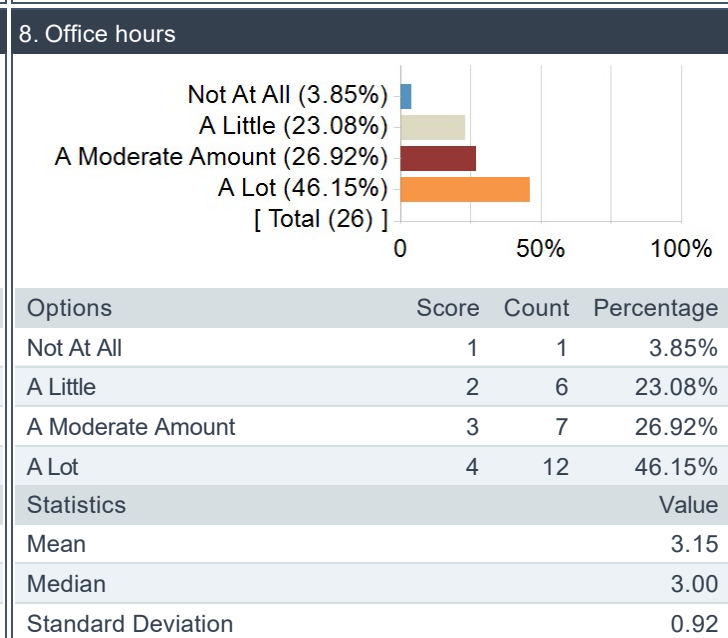 8. Office hours
Not At All (3.85%)
A Little (23.08%)
A Moderate Amount (26.92%)
A Lot (46.15%)
[ Total (26) ]
0 50% 100%
Options Score Count Percentage
Not At All 1 1 3.85%
A Little 2 6 23.08%
A Moderate Amount 3 7 26.92%
A Lot 4 12 46.15%
Statistics Value
Mean 3.15
Median 3.00
Standard Deviation 0.92